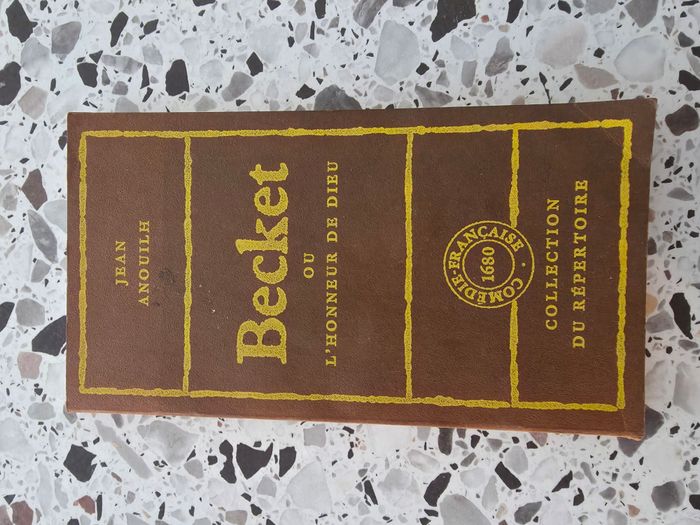 JEAN
ANOUILH
Becket
OU
L'HONNEUR DE DIEU
COMÉDIE-FRANÇAISE ·
1680
COLLECTION
DU RÉPERTOIRE